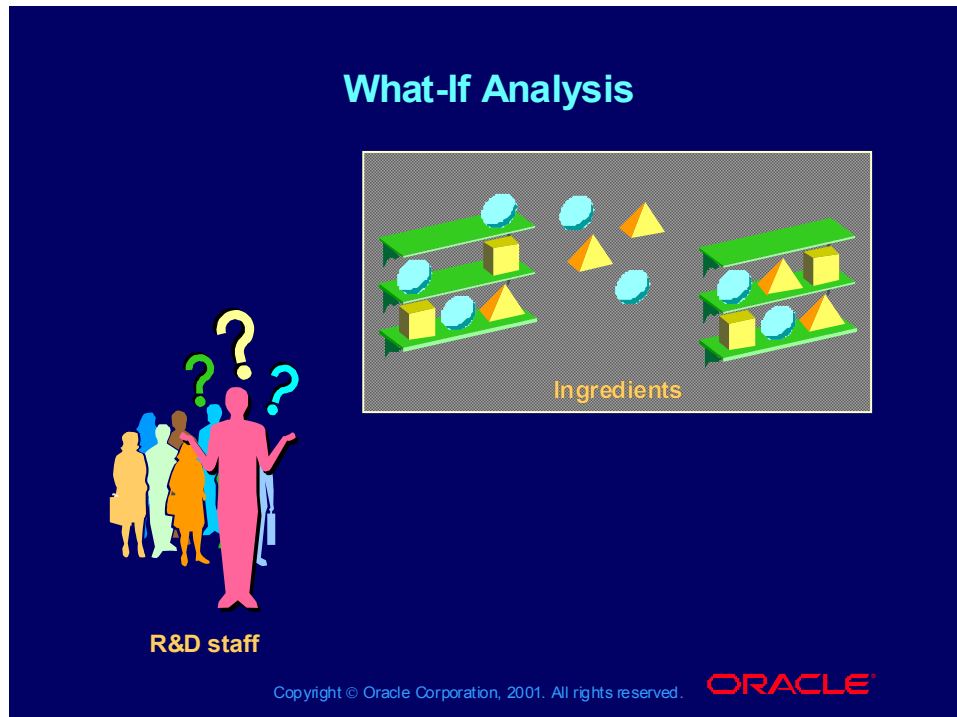 What-If Analysis
Ingredients
? ? ?
R&D staff
Copyright © Oracle Corporation, 2001. All rights reserved.
ORACLE®